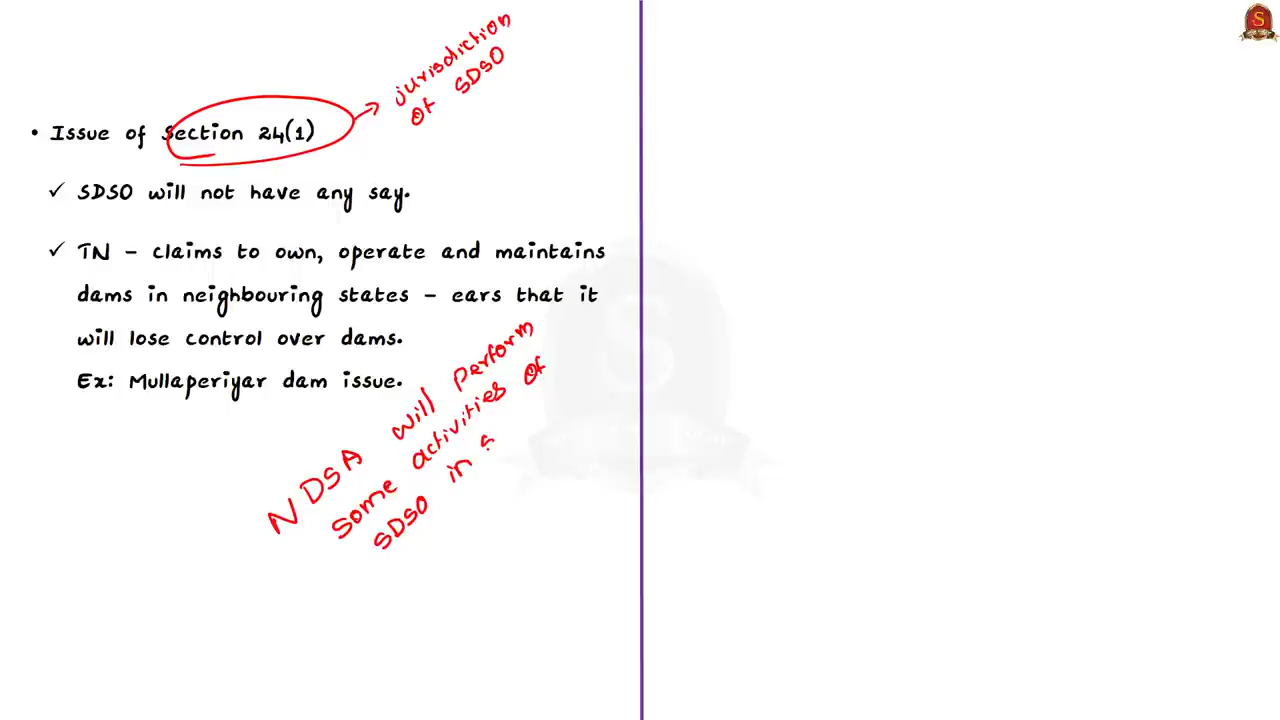 jurisdiction
of SDSO
• Issue of Section 24(1)
✓ SDSO will not have any say.
✓ TN – claims to own, operate and maintains
dams in neighbouring states – ears that it
will lose control over dams.
Ex: Mullaperiyar dam issue.
NDSA will perform
some activities of
SDSO in s